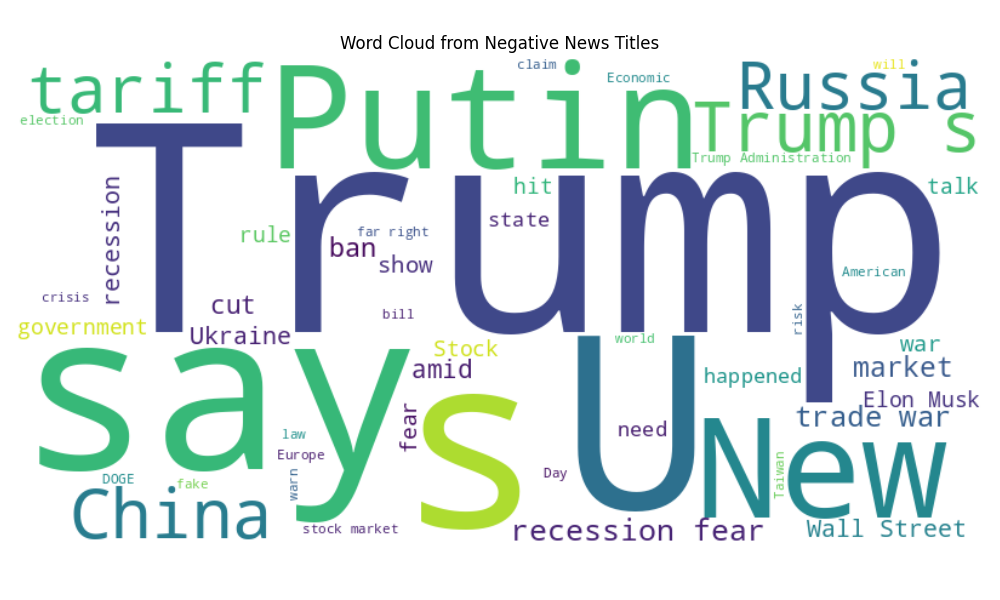 Word Cloud from Negative News Titles
claim
will
tariff
Putin
Economic
Russia
election
Trump s
Trump Administration
Trump
recession
hit
talk
state
rule
far right
ban
show
American
crisis
cut
bill
risk
government
Ukraine
world
war
Stock
says
amid
happened
market
s
U
Elon Musk
fear
need
trade war
New
law
Europe
Day
Taiwan
DOGE
fake
warn
China
stock market
recession fear
Wall Street